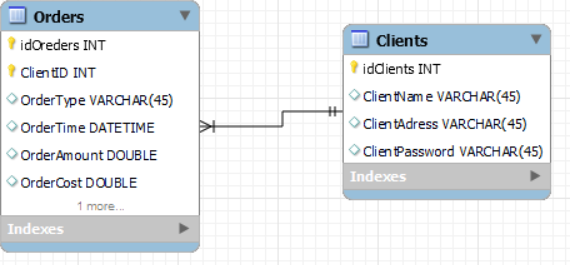 Orders
idOreders INT
ClientID INT
OrderType VARCHAR(45)
OrderTime DATETIME
OrderAmount DOUBLE
OrderCost DOUBLE
1 more...
Indexes
Clients
idClients INT
ClientName VARCHAR(45)
ClientAdress VARCHAR(45)
ClientPassword VARCHAR(45)
Indexes